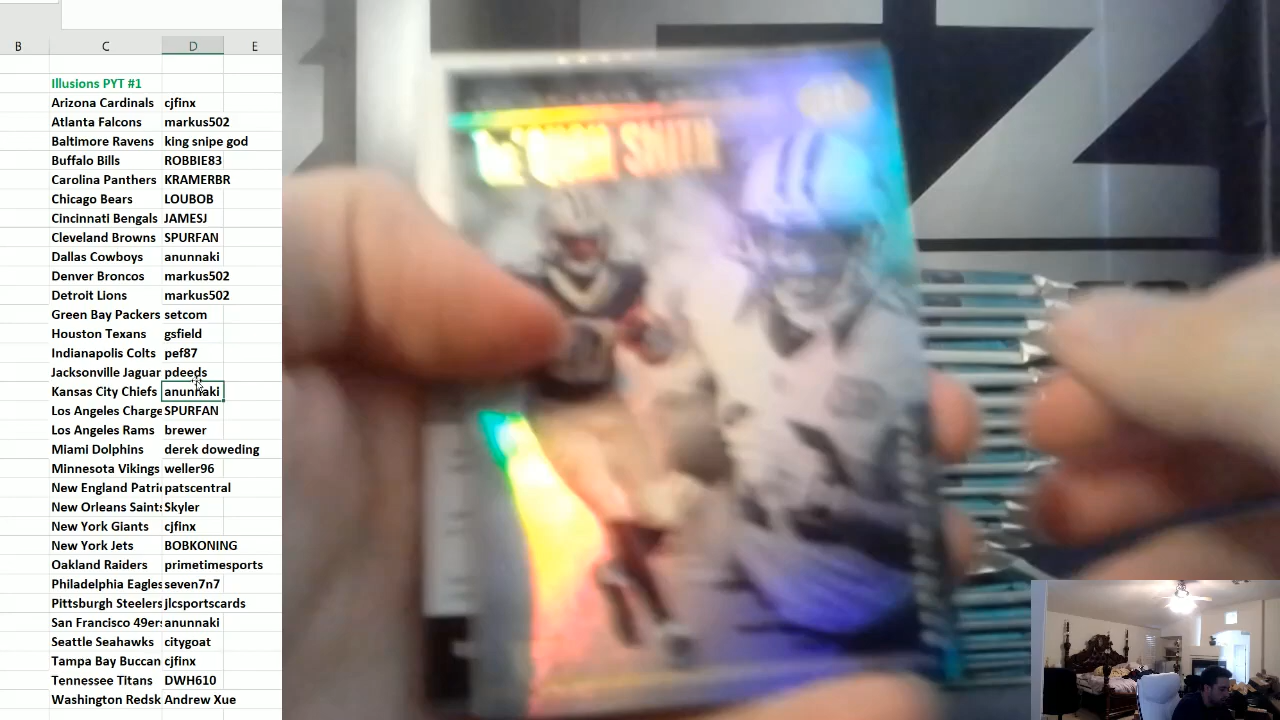 B C D E
Illusions PYT #1
Arizona Cardinals cjfinx
Atlanta Falcons markus502
Baltimore Ravens king snipe god
Buffalo Bills ROBBIE83
Carolina Panthers KRAMERBR
Chicago Bears LOUBOB
Cincinnati Bengals JAMESJ
Cleveland Browns SPURFAN
Dallas Cowboys anunnaki
Denver Broncos markus502
Detroit Lions markus502
Green Bay Packers setcom
Houston Texans gsfield
Indianapolis Colts pef87
Jacksonville Jaguar pdeeds
Kansas City Chiefs anunnaki
Los Angeles Charge SPURFAN
Los Angeles Rams brewer
Miami Dolphins derek doweding
Minnesota Vikings weller96
New England Patri patscentral
New Orleans Saints Skyler
New York Giants cjfinx
New York Jets BOBKONING
Oakland Raiders primetimesports
Philadelphia Eagles seven7n7
Pittsburgh Steelers jlcsportscards
San Francisco 49er anunnaki
Seattle Seahawks citygoat
Tampa Bay Buccan cjfinx
Tennessee Titans DWH610
Washington Redsk Andrew Xue
SMITH